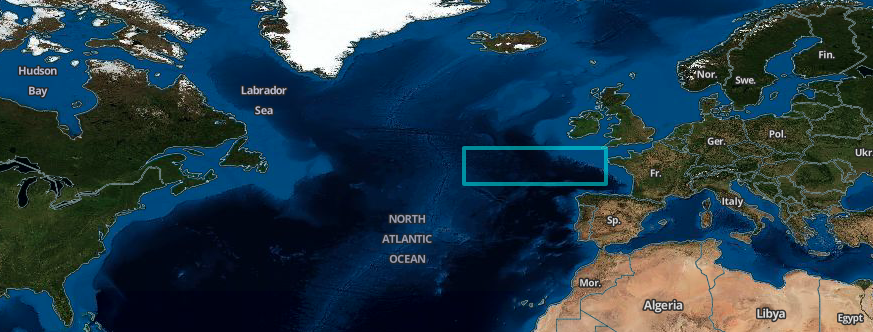 Hudson
Bay
Labrador
Sea
Nor.
Swe.
Fin.
Ger.
Pol.
Ukr
Fr.
Italy
Sp.
NORTH
ATLANTIC
OCEAN
Mor.
Algeria
Libya
Egypt